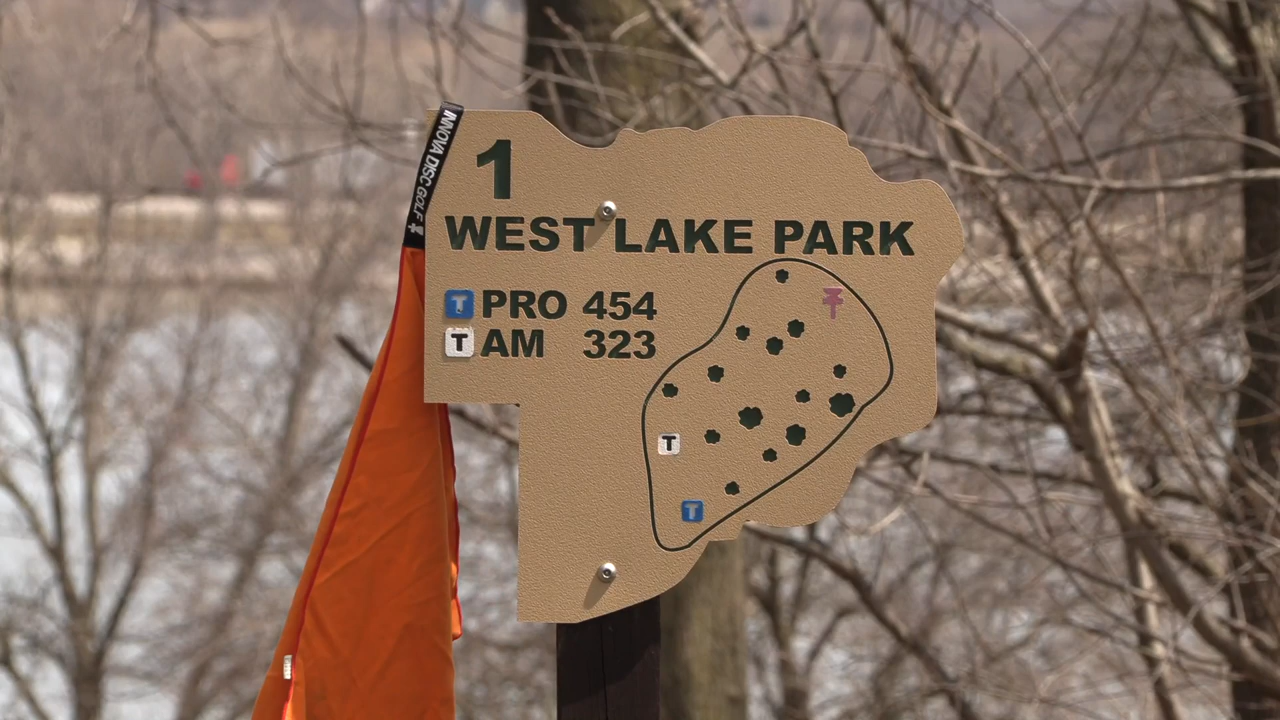 INNOVA DISC GOLF
1
WEST LAKE PARK
T PRO 454
T AM 323
T
T